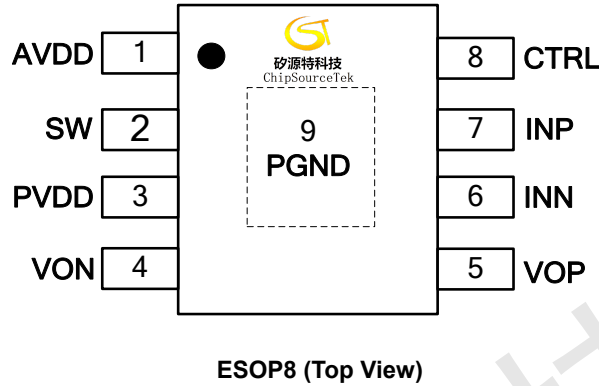 AVDD 1 8 CTRL
矽源特科技
ChipSourceTek
SW 2 7 INP
9
PGND
PVDD 3 6 INN
VON 4 5 VOP
ESOP8 (Top View)